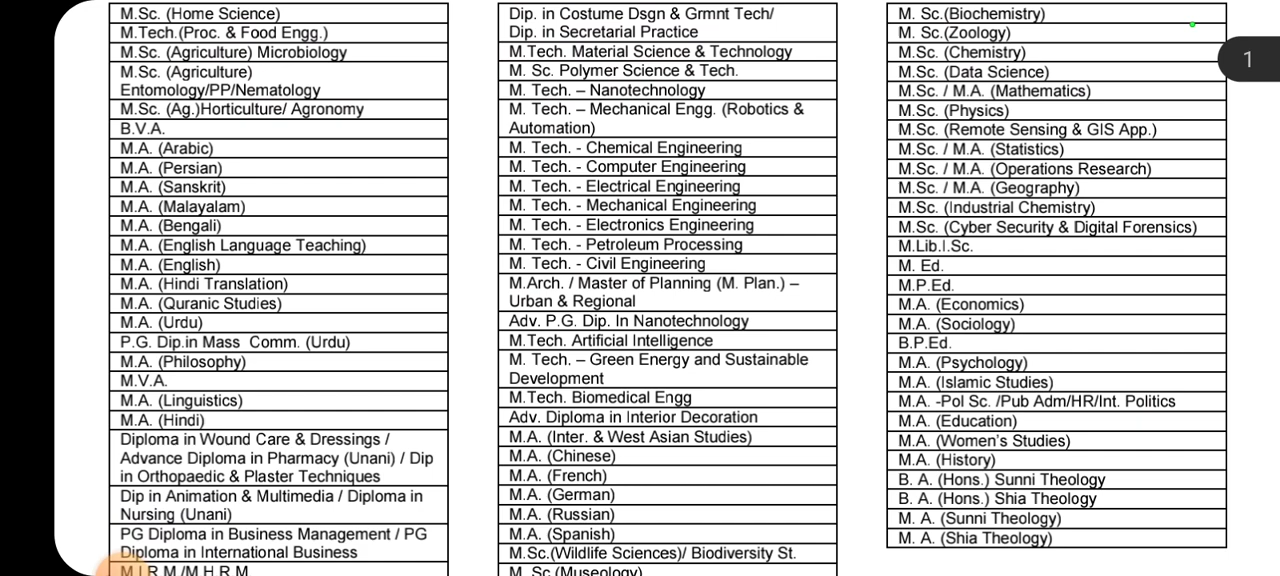 M.Sc. (Home Science)
M.Tech.(Proc. & Food Engg.)
M.Sc. (Agriculture) Microbiology
M.Sc. (Agriculture)
Entomology/PP/Nematology
M.Sc. (Ag.)Horticulture/ Agronomy
B.V.A.
M.A. (Arabic)
M.A. (Persian)
M.A. (Sanskrit)
M.A. (Malayalam)
M.A. (Bengali)
M.A. (English Language Teaching)
M.A. (English)
M.A. (Hindi Translation)
M.A. (Quranic Studies)
M.A. (Urdu)
P.G. Dip.in Mass Comm. (Urdu)
M.A. (Philosophy)
M.V.A.
M.A. (Linguistics)
M.A. (Hindi)
Diploma in Wound Care & Dressings /
Advance Diploma in Pharmacy (Unani) / Dip
in Orthopaedic & Plaster Techniques
Dip in Animation & Multimedia / Diploma in
Nursing (Unani)
PG Diploma in Business Management / PG
Diploma in International Business
M.I.R.M./M.H.R.M.
Dip. in Costume Dsgn & Grmnt Tech/
Dip. in Secretarial Practice
M.Tech. Material Science & Technology
M. Sc. Polymer Science & Tech.
M. Tech. – Nanotechnology
M. Tech. – Mechanical Engg. (Robotics &
Automation)
M. Tech. - Chemical Engineering
M. Tech. - Computer Engineering
M. Tech. - Electrical Engineering
M. Tech. - Mechanical Engineering
M. Tech. - Electronics Engineering
M. Tech. - Petroleum Processing
M. Tech. - Civil Engineering
M.Arch. / Master of Planning (M. Plan.) –
Urban & Regional
Adv. P.G. Dip. In Nanotechnology
M.Tech. Artificial Intelligence
M. Tech. – Green Energy and Sustainable
Development
M.Tech. Biomedical Engg
Adv. Diploma in Interior Decoration
M.A. (Inter. & West Asian Studies)
M.A. (Chinese)
M.A. (French)
M.A. (German)
M.A. (Russian)
M.A. (Spanish)
M.Sc.(Wildlife Sciences)/ Biodiversity St.
M. Sc.(Museology)
M. Sc.(Biochemistry)
M. Sc.(Zoology)
M.Sc. (Chemistry)
M.Sc. (Data Science)
M.Sc. / M.A. (Mathematics)
M.Sc. (Physics)
M.Sc. (Remote Sensing & GIS App.)
M.Sc. / M.A. (Statistics)
M.Sc. / M.A. (Operations Research)
M.Sc. / M.A. (Geography)
M.Sc. (Industrial Chemistry)
M.Sc. (Cyber Security & Digital Forensics)
M.Lib.I.Sc.
M. Ed.
M.P.Ed.
M.A. (Economics)
M.A. (Sociology)
B.P.Ed.
M.A. (Psychology)
M.A. (Islamic Studies)
M.A. -Pol Sc. /Pub Adm/HR/Int. Politics
M.A. (Education)
M.A. (Women's Studies)
M.A. (History)
B. A. (Hons.) Sunni Theology
B. A. (Hons.) Shia Theology
M. A. (Sunni Theology)
M. A. (Shia Theology)
1